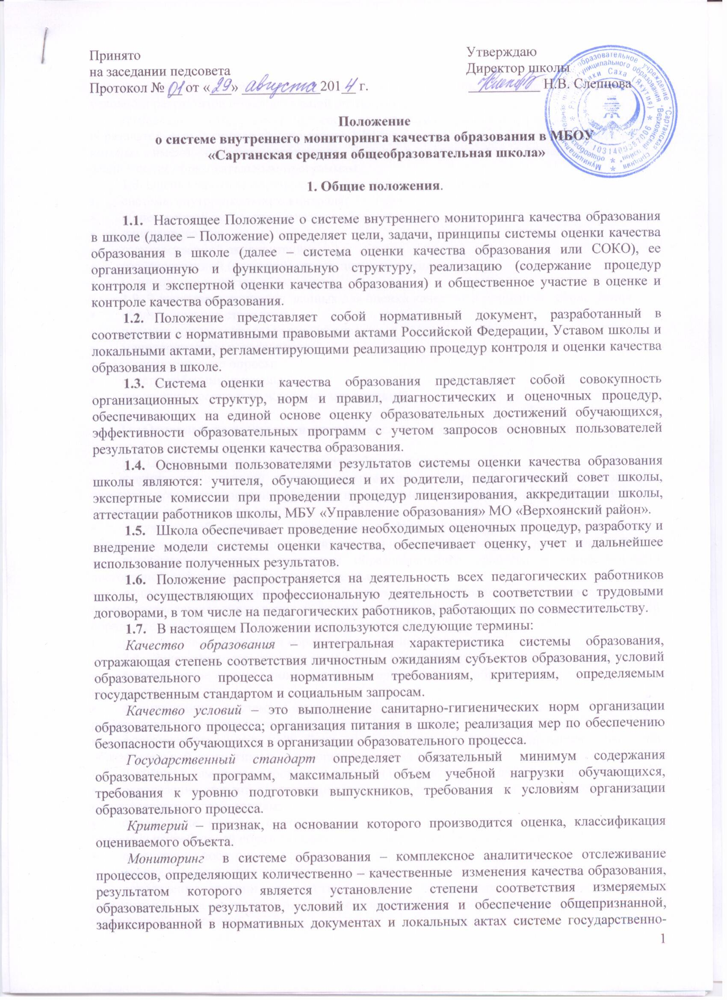 Принято
на заседании педсовета
Протокол № 01 от «29» августа 2014 г.
Утверждаю
Директор школы
Н.В. Слепцова
Положение
о системе внутреннего мониторинга качества образования в МБОУ
«Сартанская средняя общеобразовательная школа»
1. Общие положения.
1.1. Настоящее Положение о системе внутреннего мониторинга качества образования
в школе (далее – Положение) определяет цели, задачи, принципы системы оценки качества
образования в школе (далее – система оценки качества образования или СОКО), ее
организационную и функциональную структуру, реализацию (содержание процедур
контроля и экспертной оценки качества образования) и общественное участие в оценке и
контроле качества образования.
1.2. Положение представляет собой нормативный документ, разработанный в
соответствии с нормативными правовыми актами Российской Федерации, Уставом школы и
локальными актами, регламентирующими реализацию процедур контроля и оценки качества
образования в школе.
1.3. Система оценки качества образования представляет собой совокупность
организационных структур, норм и правил, диагностических и оценочных процедур,
обеспечивающих на единой основе оценку образовательных достижений обучающихся,
эффективности образовательных программ с учетом запросов основных пользователей
результатов системы оценки качества образования.
1.4. Основными пользователями результатов системы оценки качества образования
школы являются: учителя, обучающиеся и их родители, педагогический совет школы,
экспертные комиссии при проведении процедур лицензирования, аккредитации школы,
аттестации работников школы, МБУ «Управление образования» МО «Верхоянский район».
1.5. Школа обеспечивает проведение необходимых оценочных процедур, разработку и
внедрение модели системы оценки качества, обеспечивает оценку, учет и дальнейшее
использование полученных результатов.
1.6. Положение распространяется на деятельность всех педагогических работников
школы, осуществляющих профессиональную деятельность в соответствии с трудовыми
договорами, в том числе на педагогических работников, работающих по совместительству.
1.7. В настоящем Положении используются следующие термины:
Качество образования – интегральная характеристика системы образования,
отражающая степень соответствия личностным ожиданиям субъектов образования, условий
образовательного процесса нормативным требованиям, критериям, определяемым
государственным стандартом и социальным запросам.
Качество условий – это выполнение санитарно-гигиенических норм организации
образовательного процесса; организация питания в школе; реализация мер по обеспечению
безопасности обучающихся в организации образовательного процесса.
Государственный стандарт определяет обязательный минимум содержания
образовательных программ, максимальный объем учебной нагрузки обучающихся,
требования к уровню подготовки выпускников, требования к условиям организации
образовательного процесса.
Критерий – признак, на основании которого производится оценка, классификация
оцениваемого объекта.
Мониторинг в системе образования – комплексное аналитическое отслеживание
процессов, определяющих количественно – качественные изменения качества образования,
результатом которого является установление степени соответствия измеряемых
образовательных результатов, условий их достижения и обеспечение общепризнанной,
зафиксированной в нормативных документах и локальных актах системе государственно-
1